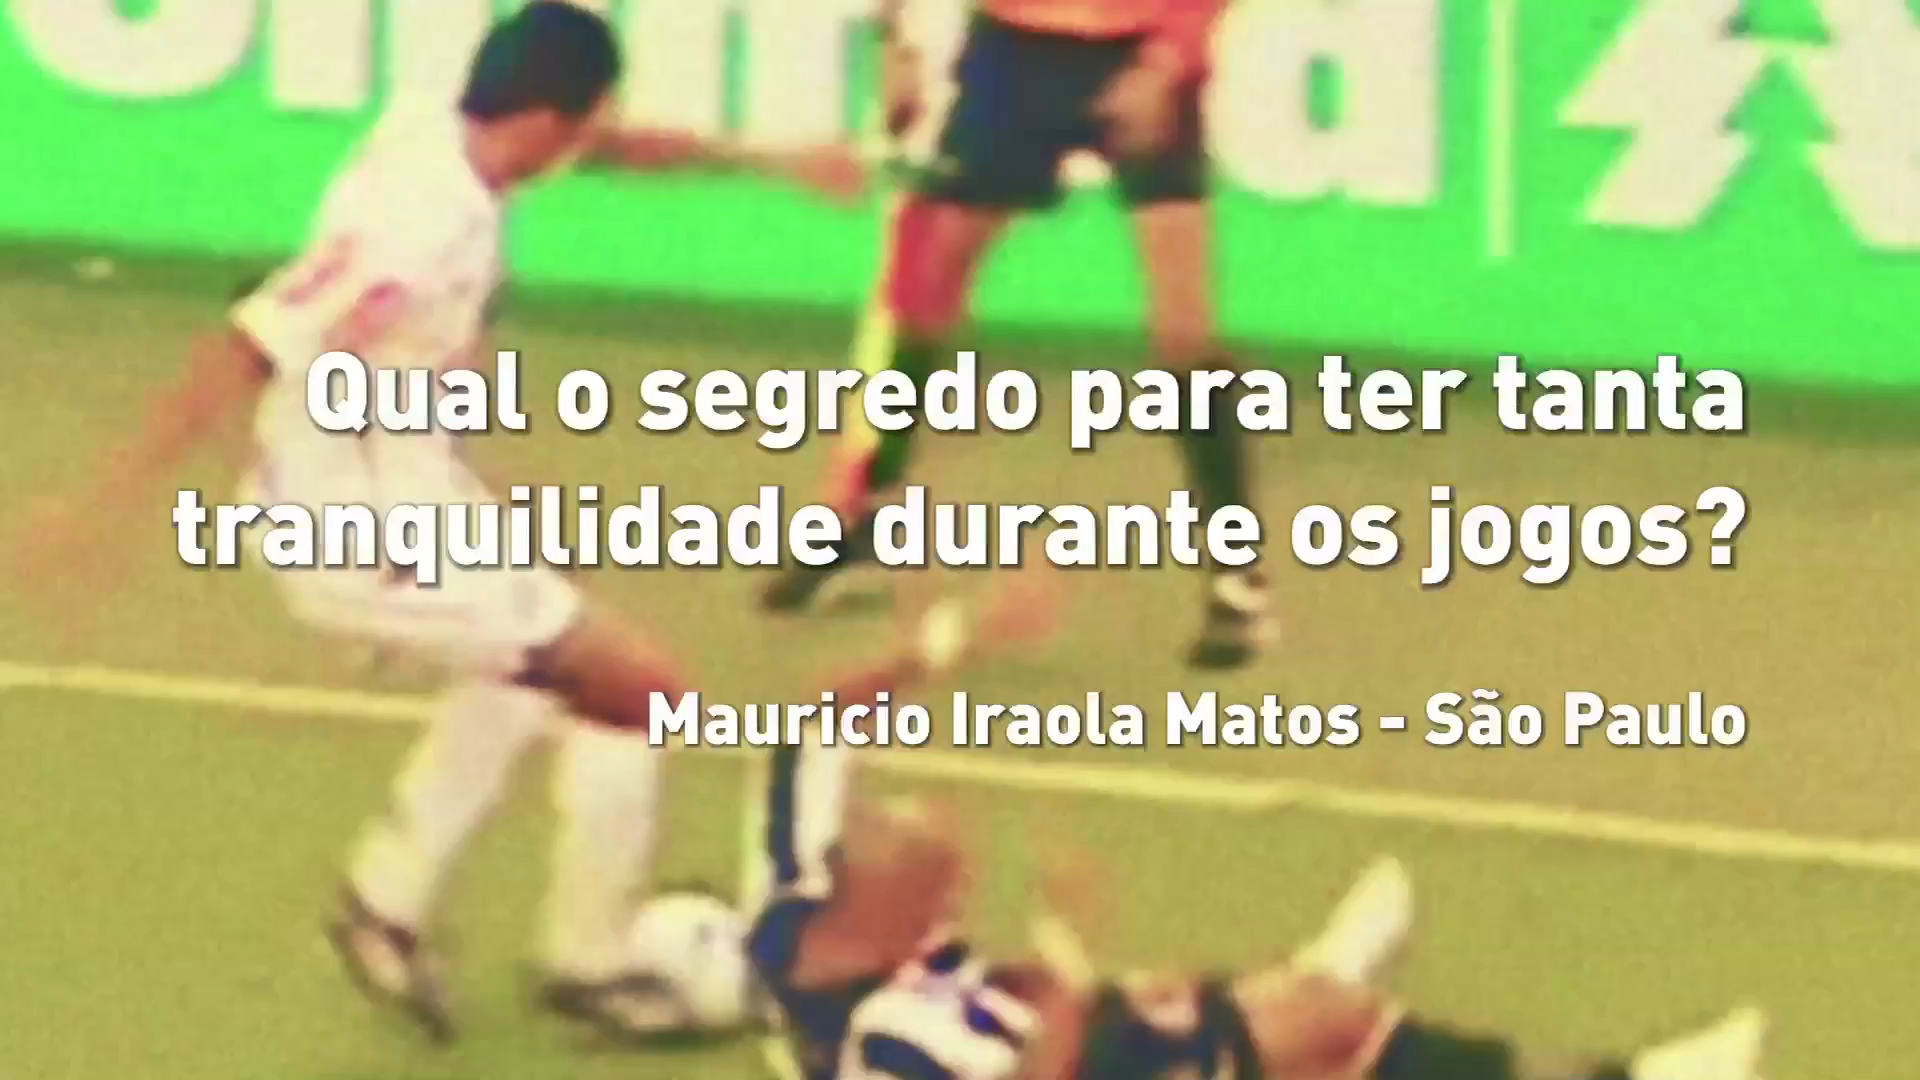 Qual o segredo para ter tanta
tranquilidade durante os jogos?
Mauricio Iraola Matos - São Paulo